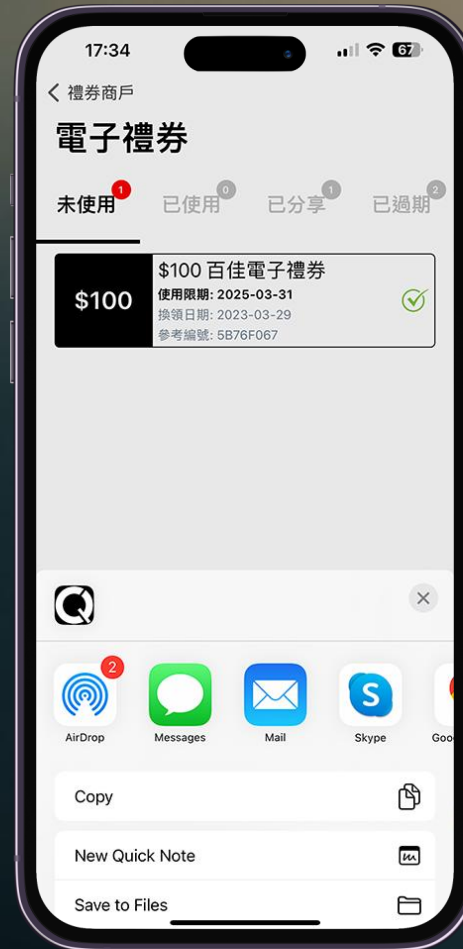 17:34
67
禮券商戶
電子禮券
未使用 1
已使用 0
已分享 1
已過期 2
$100
$100 百佳電子禮券
使用限期: 2025-03-31
換領日期: 2023-03-29
參考編號: 5B76F067
Q
2
S
AirDrop
Messages
Mail
Skype
Goo
Copy
New Quick Note
Save to Files